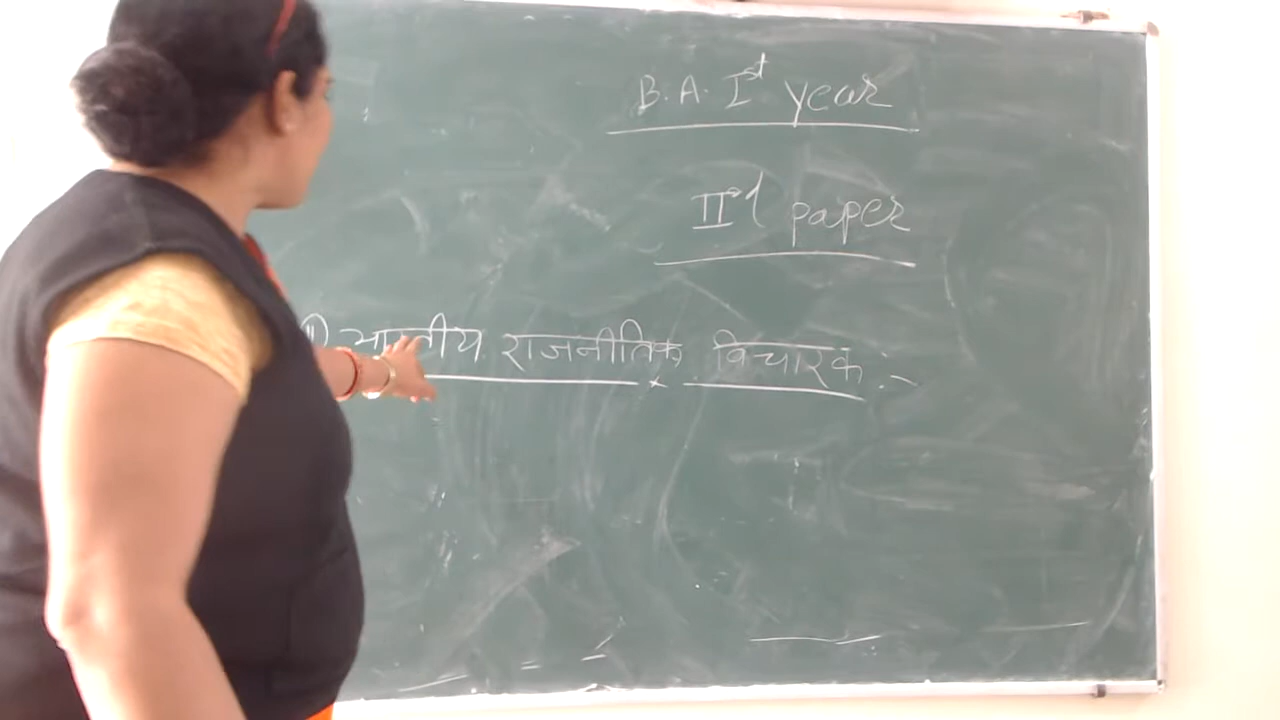 B.A. Ist year
IInd paper
भारतीय राजनीतिक विचारक :-